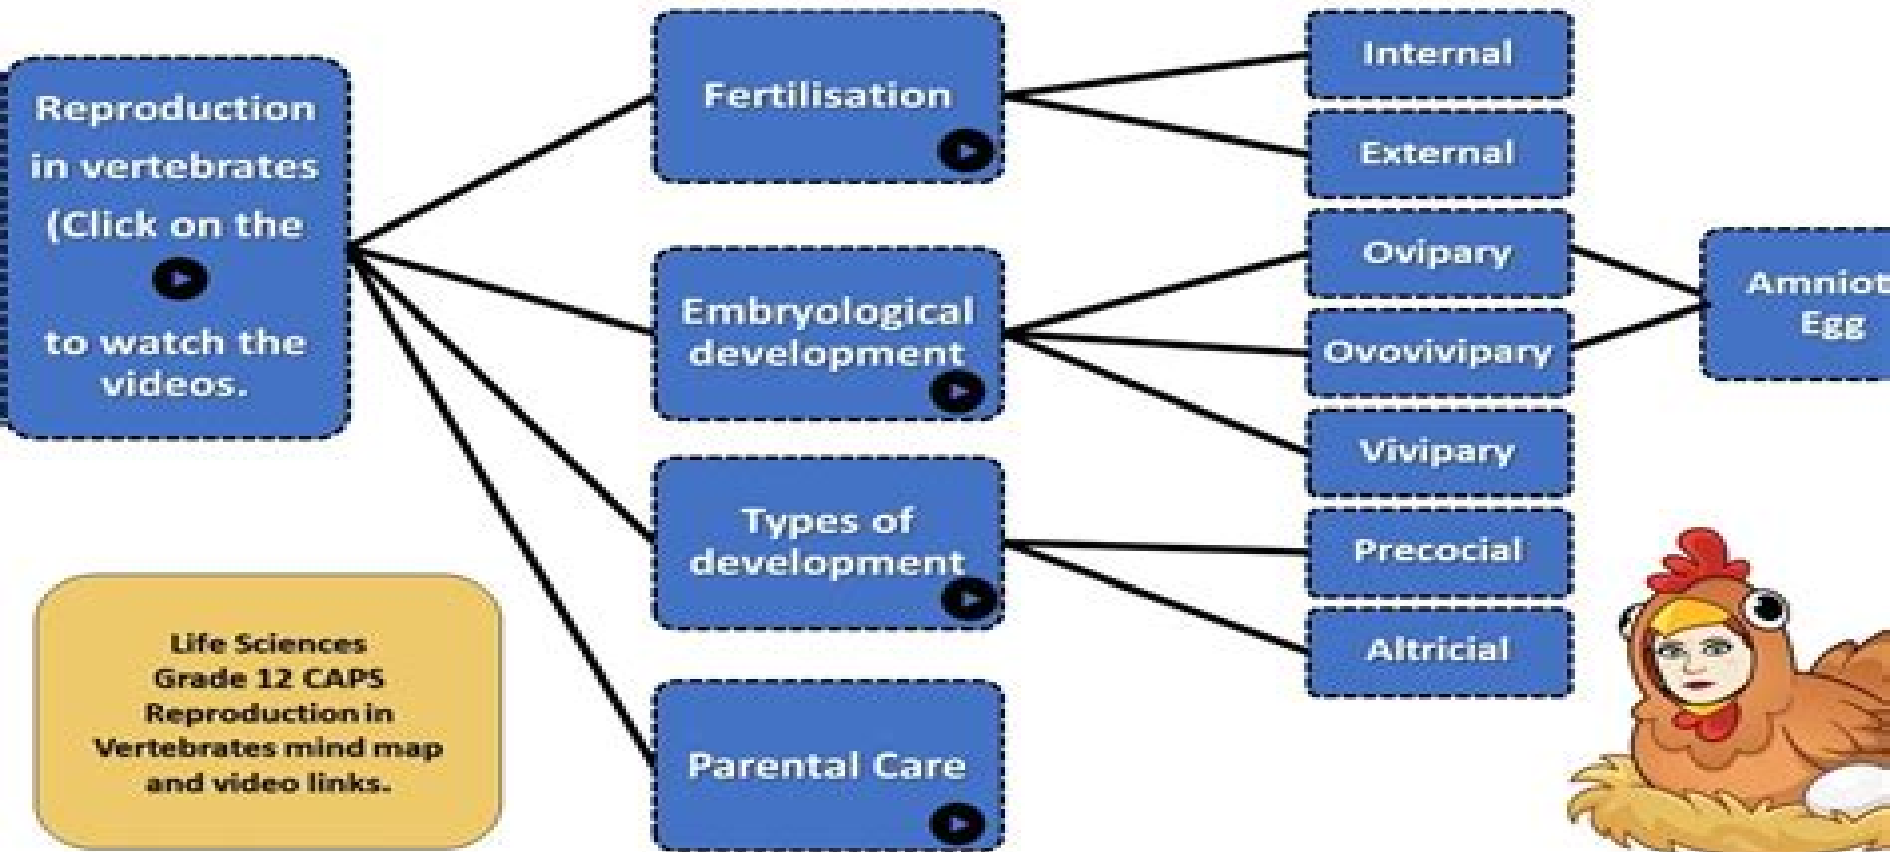 Reproduction
in vertebrates
(Click on the
to watch the
videos.
Fertilisation
Embryological
development
Types of
development
Parental Care
Internal
External
Ovipary
Ovovivipary
Vivipary
Precocial
Altricial
Amniot
Egg
Life Sciences
Grade 12 CAPS
Reproduction in
Vertebrates mind map
and video links.